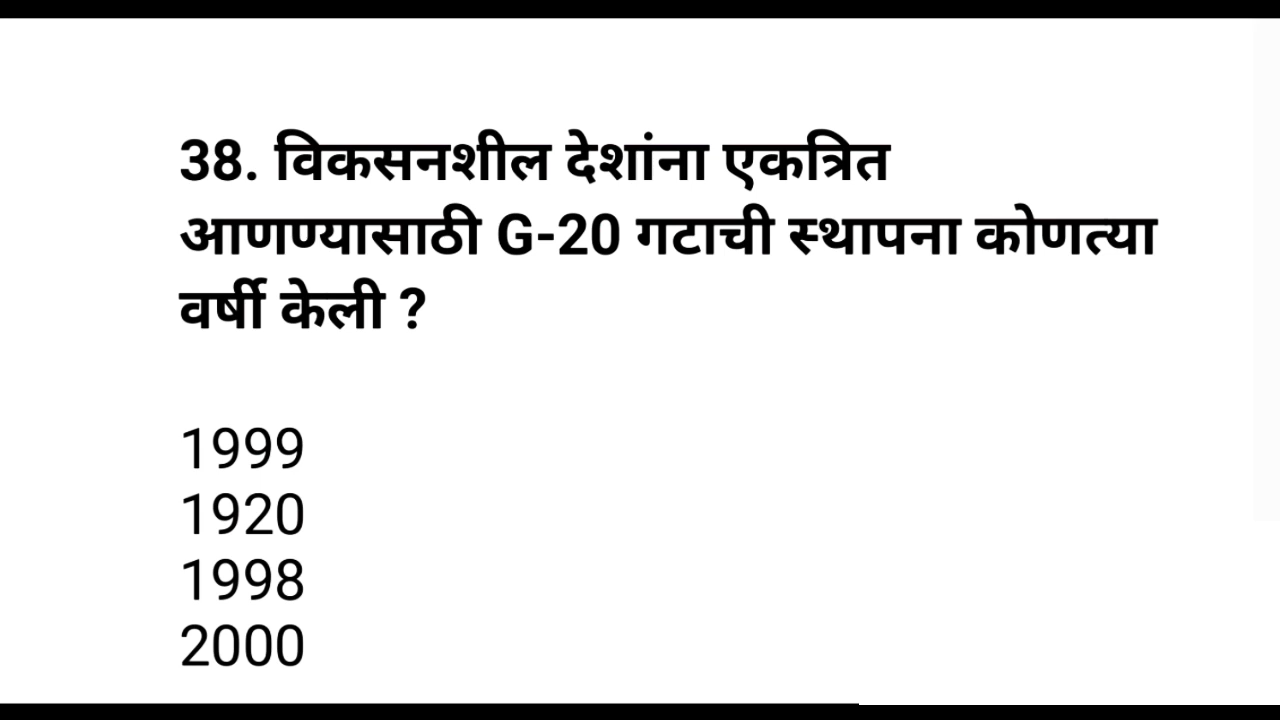 38. विकसनशील देशांना एकत्रित
आणण्यासाठी G-20 गटाची स्थापना कोणत्या
वर्षी केली ?
1999
1920
1998
2000